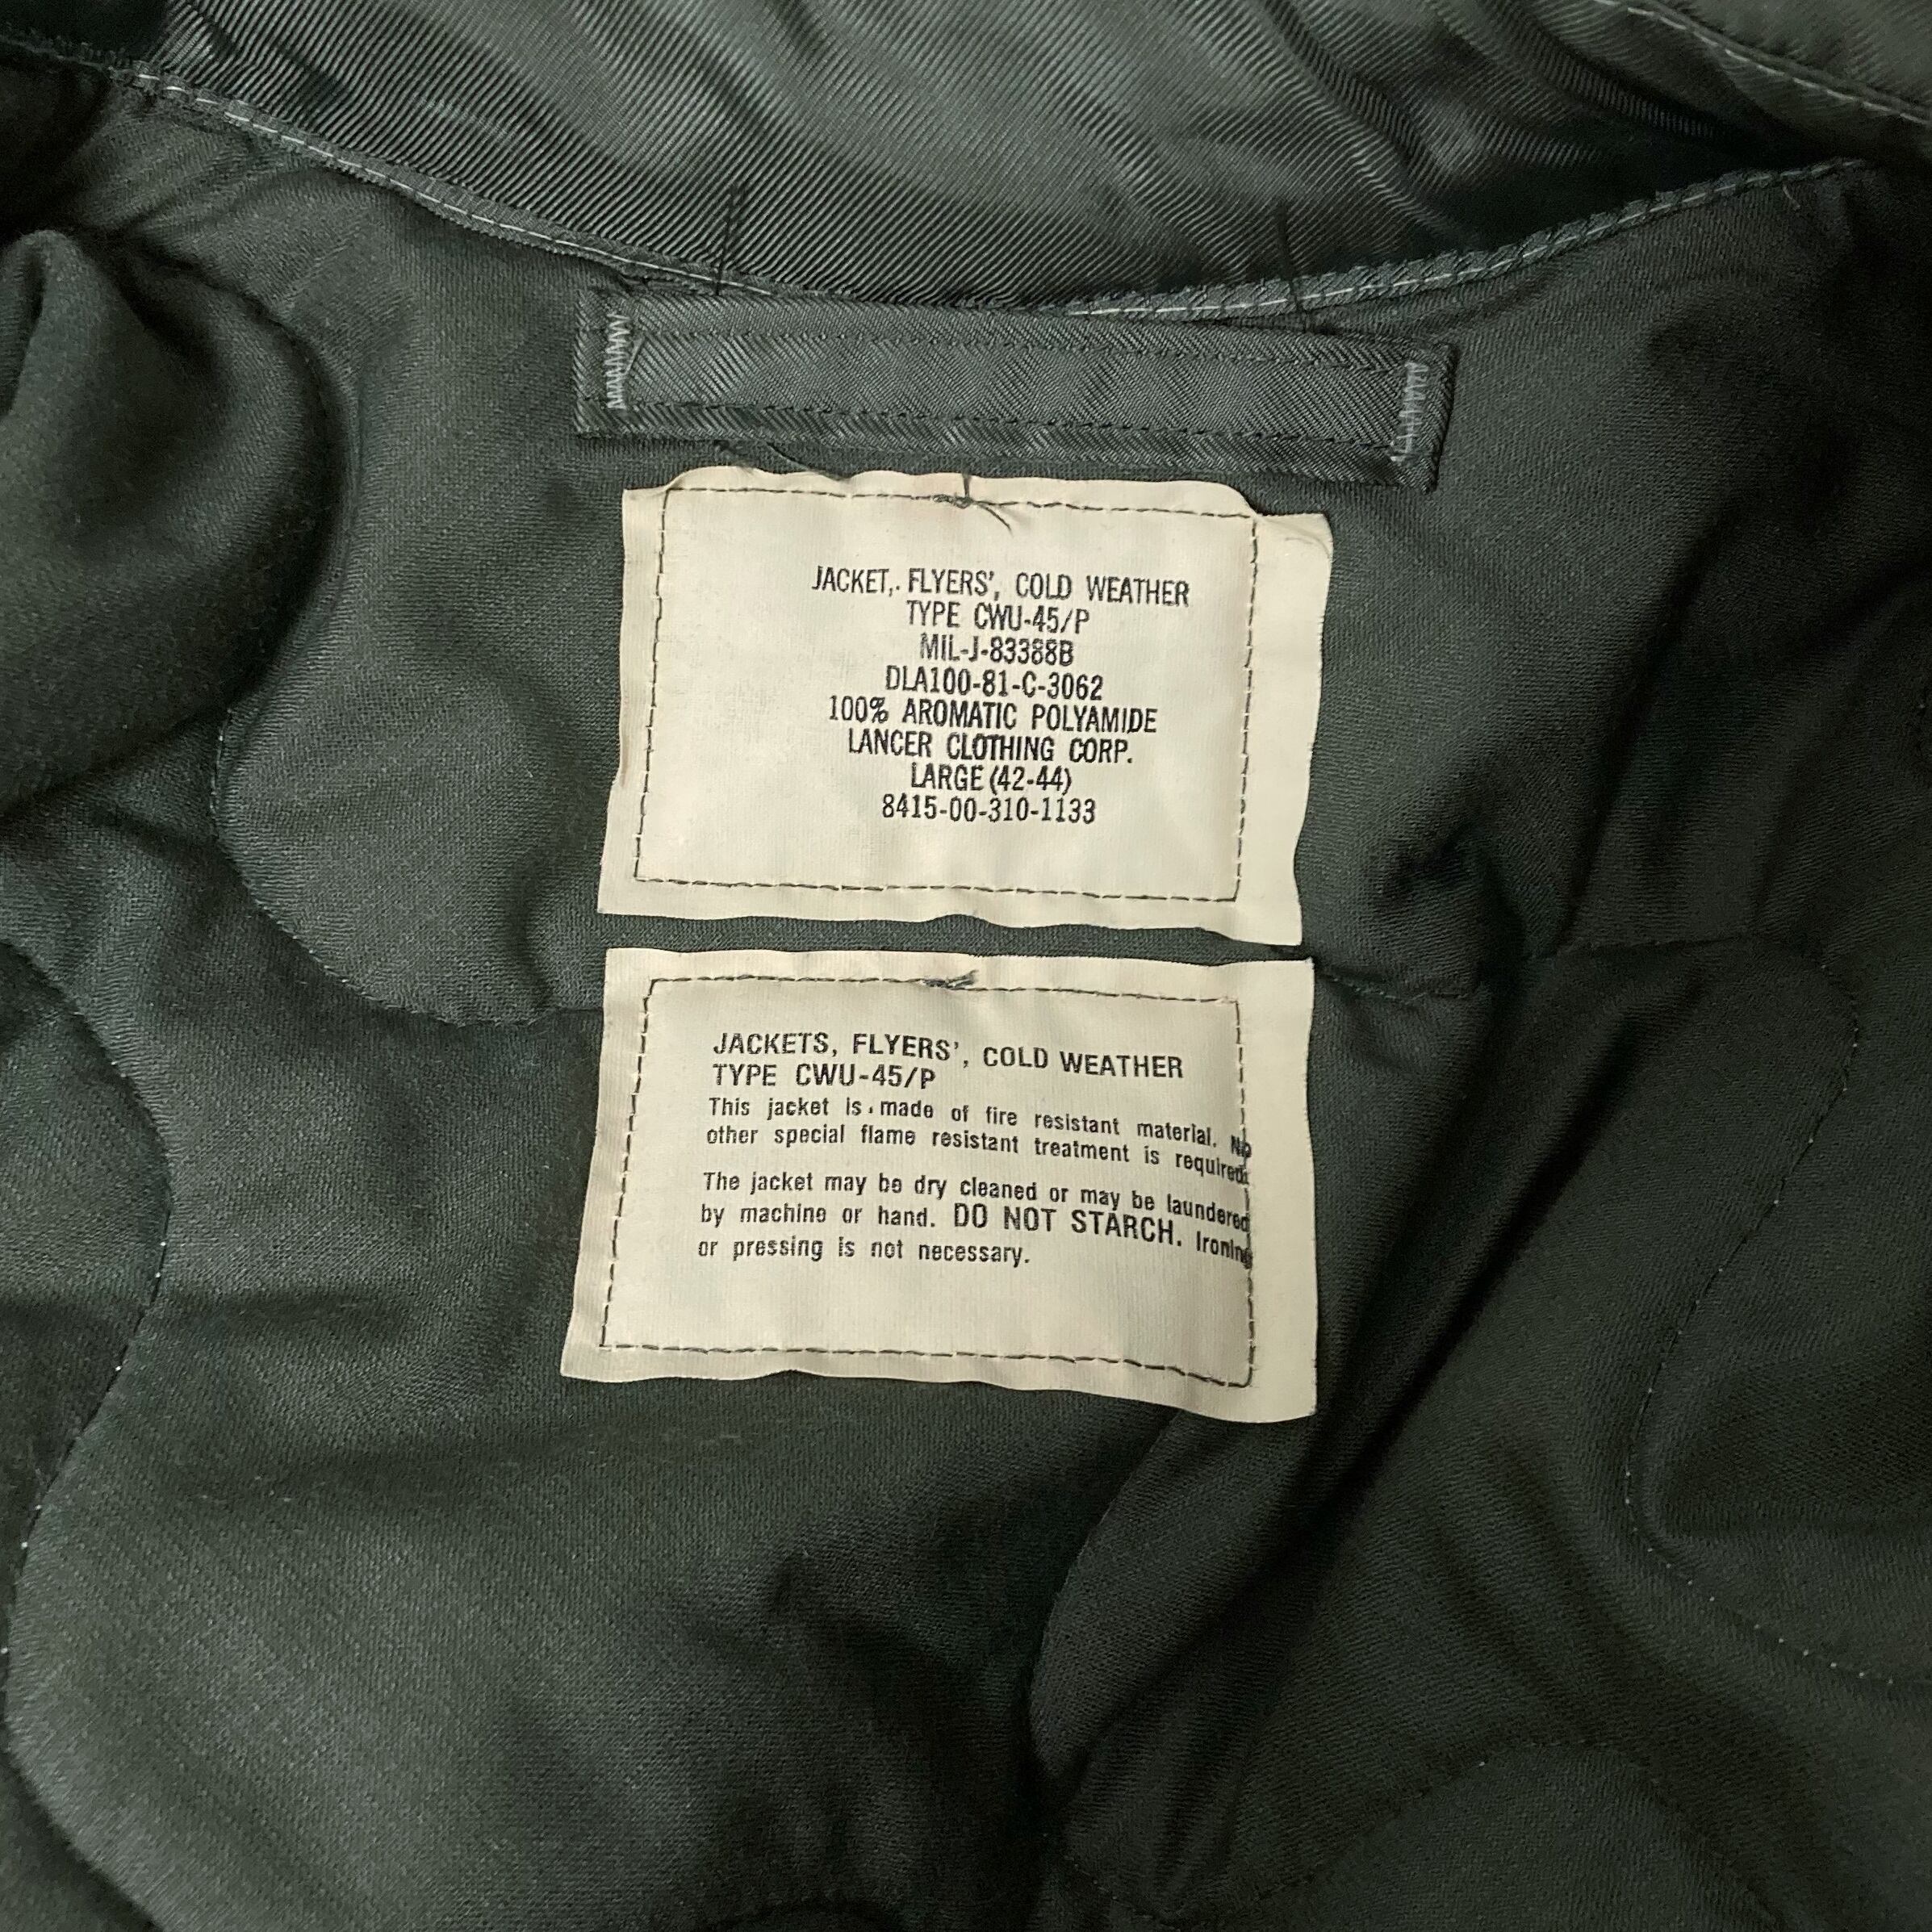 JACKET, FLYERS', COLD WEATHER
TYPE CWU-45/P
MIL-J-83388B
DLA100-81-C-3062
100% AROMATIC POLYAMIDE
LANCER CLOTHING CORP.
LARGE (42-44)
8415-00-310-1133
JACKETS, FLYERS', COLD WEATHER
TYPE CWU-45/P
This jacket is made of fire resistant material. No
other special flame resistant treatment is required.
The jacket may be dry cleaned or may be laundered
by machine or hand. DO NOT STARCH. Ironing
or pressing is not necessary.